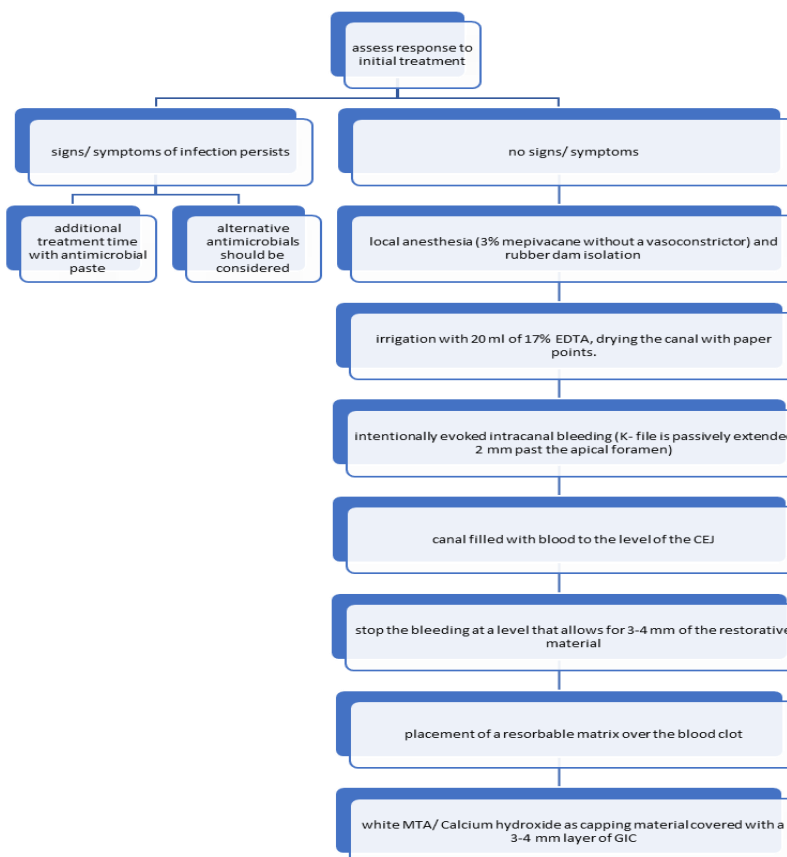 assess response to
initial treatment
signs/ symptoms of infection persists
no signs/ symptoms
additional
treatment time
with antimicrobial
paste
alternative
antimicrobials
should be
considered
local anesthesia (3% mepivacane without a vasoconstrictor) and
rubber dam isolation
irrigation with 20 ml of 17% EDTA, drying the canal with paper
points.
intentionally evoked intracanal bleeding (K- file is passively extende
2 mm past the apical foramen)
canal filled with blood to the level of the CEJ
stop the bleeding at a level that allows for 3-4 mm of the restorative
material
placement of a resorbable matrix over the blood clot
white MTA/ Calcium hydroxide as capping material covered with a
3-4 mm layer of GIC